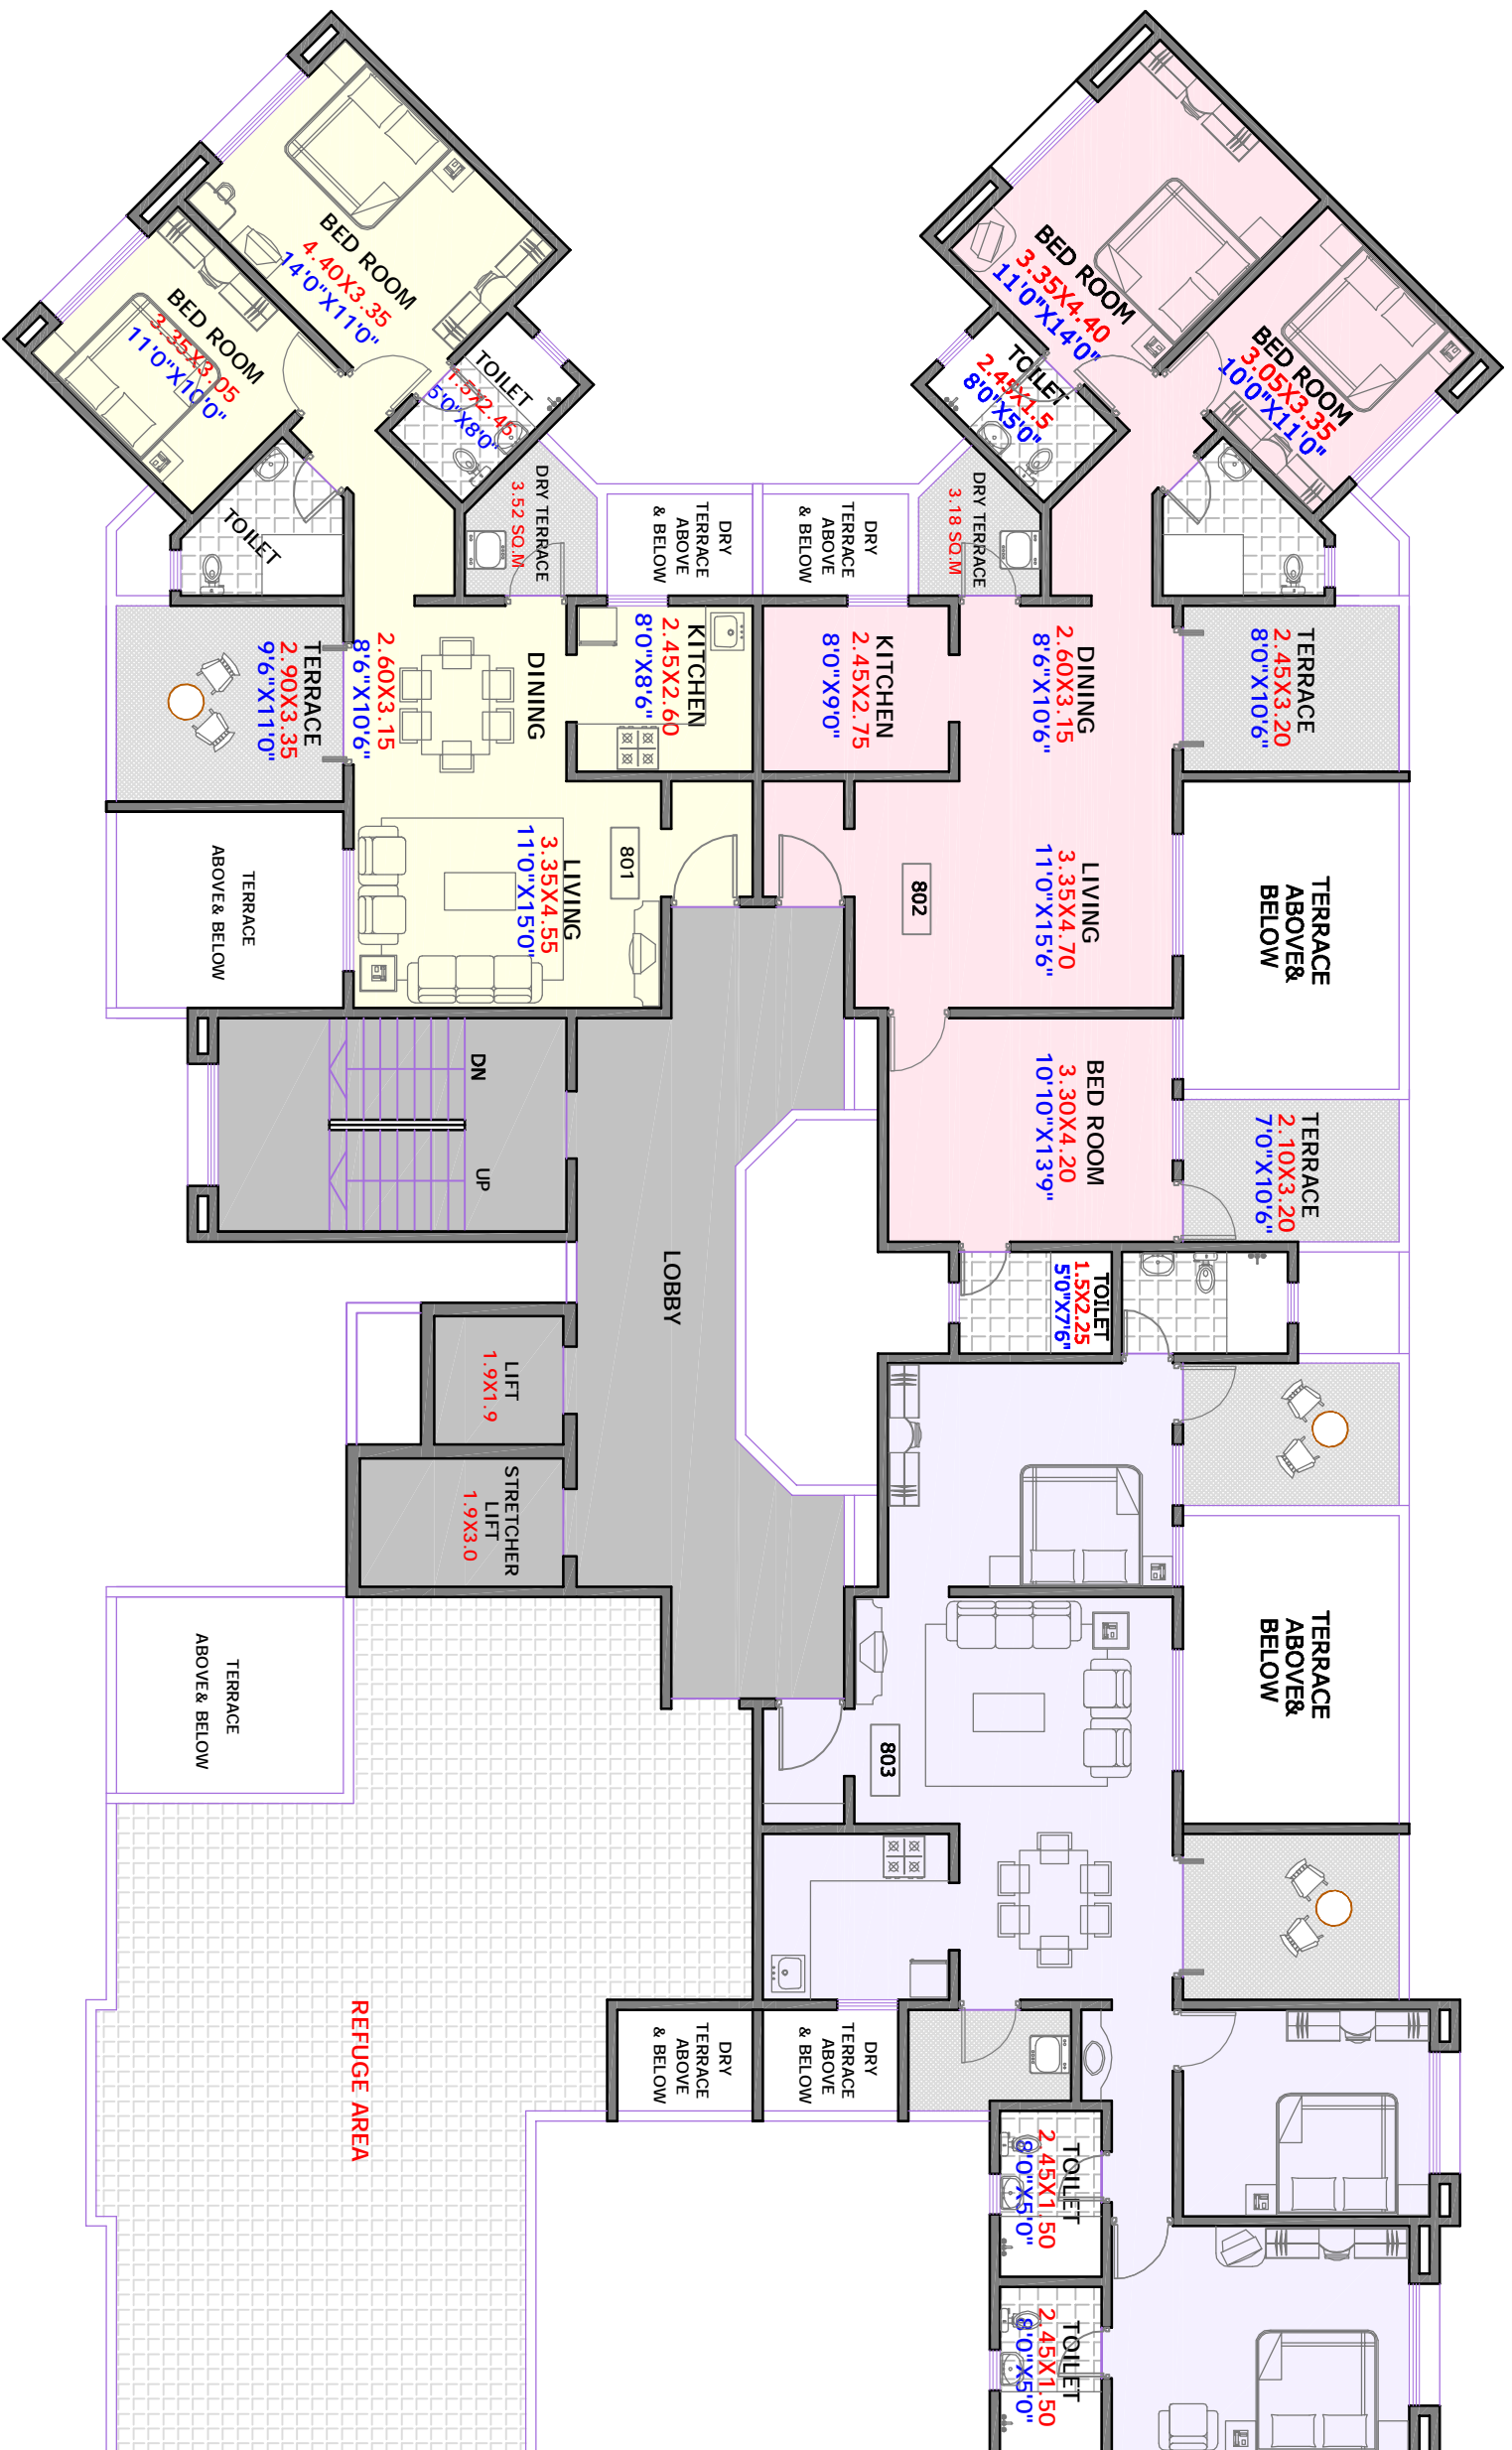 BED ROOM
4.40X3.35
14'0"X11'0"
BED ROOM
3.35X3.05
11'0"X10'0"
TOILET
1.5X2.45
5'0"X8'0"
TOILET
DRY TERRACE
3.52 SQ.M
DRY
TERRACE
ABOVE
& BELOW
DRY
TERRACE
ABOVE
& BELOW
DRY TERRACE
3.18 SQ.M
BED ROOM
3.35X4.40
11'0"X14'0"
BED ROOM
3.05X3.35
10'0"X11'0"
TOILET
2.45X1.5
8'0"X5'0"
TERRACE
2.90X3.35
9'6"X11'0"
DINING
2.60X3.15
8'6"X10'6"
KITCHEN
2.45X2.60
8'0"X8'6"
KITCHEN
2.45X2.75
8'0"X9'0"
DINING
2.60X3.15
8'6"X10'6"
TERRACE
2.45X3.20
8'0"X10'6"
TERRACE
ABOVE& BELOW
LIVING
3.35X4.55
11'0"X15'0"
801
802
LIVING
3.35X4.70
11'0"X15'6"
TERRACE
ABOVE&
BELOW
DN
UP
BED ROOM
3.30X4.20
10'10"X13'9"
TERRACE
2.10X3.20
7'0"X10'6"
LOBBY
TOILET
1.5X2.25
5'0"X7'6"
LIFT
1.9X1.9
STRETCHER
LIFT
1.9X3.0
TERRACE
ABOVE& BELOW
TERRACE
ABOVE&
BELOW
803
REFUGE AREA
DRY
TERRACE
ABOVE
& BELOW
DRY
TERRACE
ABOVE
& BELOW
TOILET
2.45X1.50
8'0"X5'0"
TOILET
2.45X1.50
8'0"X5'0"